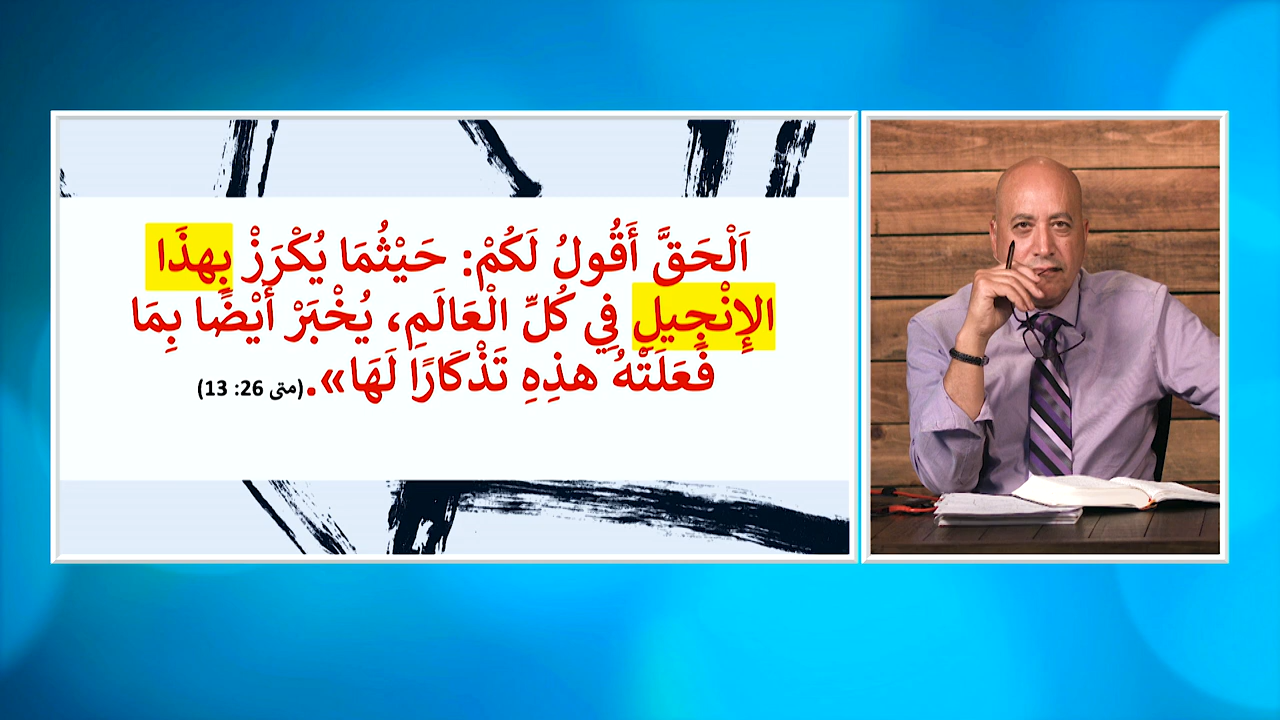 اَلْحَقَّ أَقُولُ لَكُمْ: حَيْثُمَا يُكْرَزْ بِهذَا
الإِنْجِيلِ فِي كُلِّ الْعَالَمِ، يُخْبَرْ أَيْضًا بِمَا
فَعَلَتْهُ هذِهِ تَذْكَارًا لَهَا».(متى 26: 13)